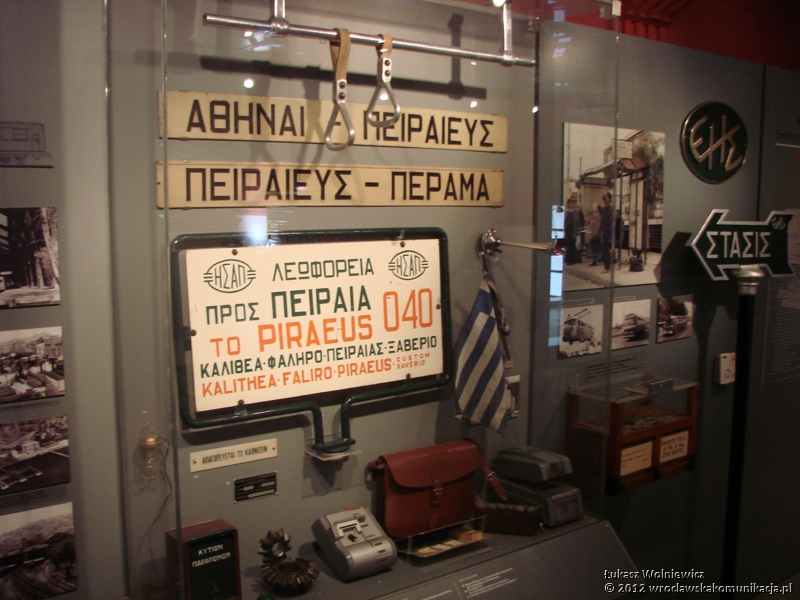 ΑΘΗΝΑΙ - ΠΕΙΡΑΙΕΥΣ
ΠΕΙΡΑΙΕΥΣ - ΠΕΡΑΜΑ
ΕΗΣ
ΣΤΑΣΙΣ
ΗΣΑΠ ΛΕΩΦΟΡΕΙΑ ΗΣΑΠ
ΠΡΟΣ ΠΕΙΡΑΙΑ 040
TO PIRAEUS
ΚΑΛΙΘΕΑ·ΦΑΛΗΡΟ·ΠΕΙΡΑΙΑΣ·ΞΑΒΕΡΙΟ
KALITHEA·FALIRO·PIRAEUS· CUSTOM XAVERIO
ΑΠΑΓΟΡΕΥΕΤΑΙ ΤΟ ΚΑΠΝΙΖΕΙΝ
ΚΥΤΙΟΝ
ΠΑΡΑΠΟΝΩΝ
Łukasz Wolniewicz
© 2012 wroclawskakomunikacja.pl